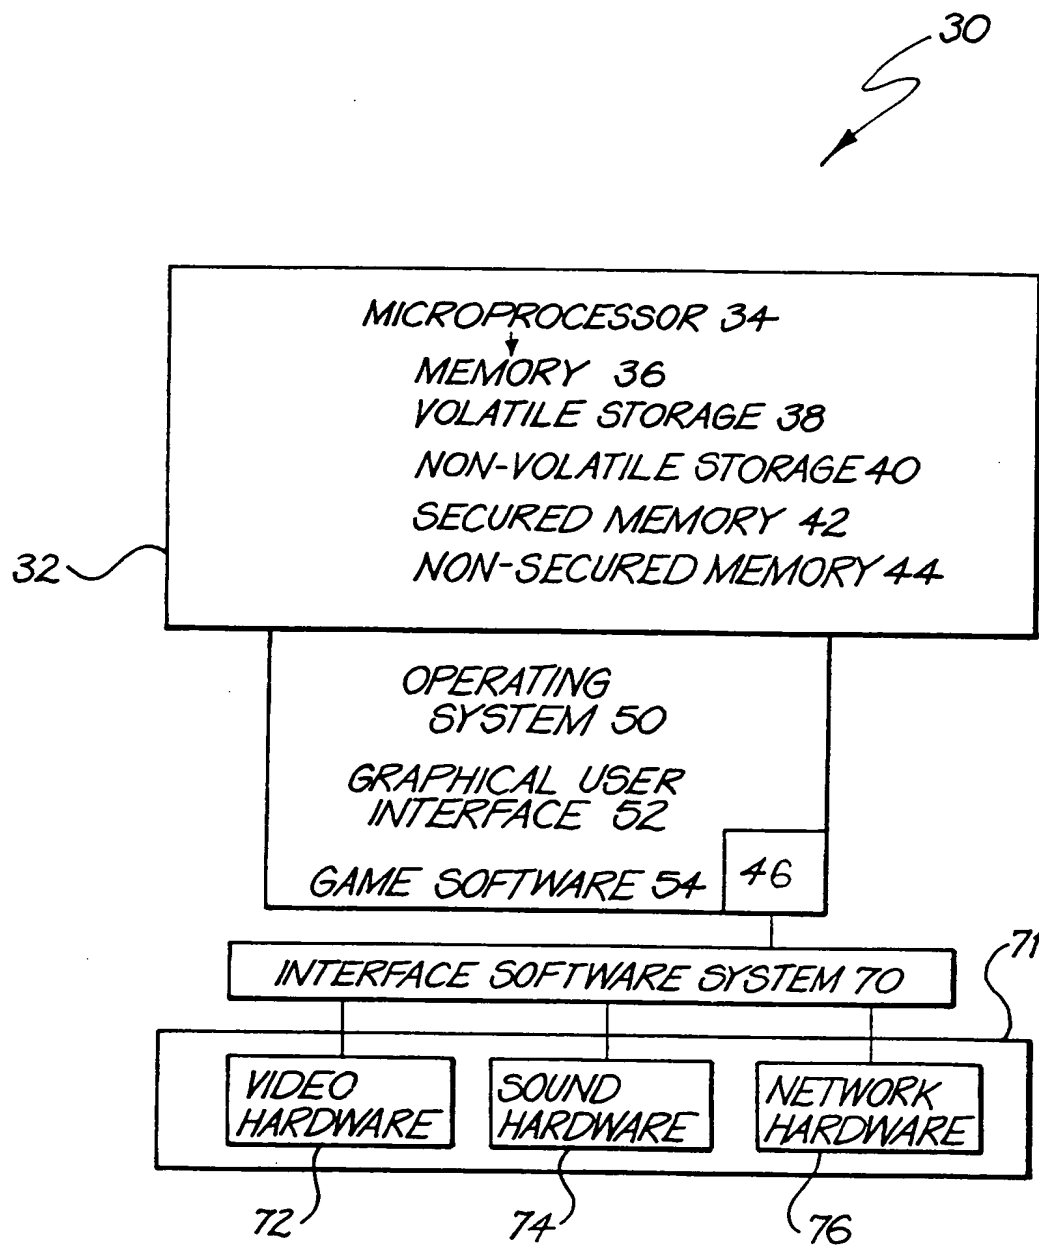 30
MICROPROCESSOR 34
MEMORY 36
VOLATILE STORAGE 38
NON-VOLATILE STORAGE 40
SECURED MEMORY 42
NON-SECURED MEMORY 44
32
OPERATING
SYSTEM 50
GRAPHICAL USER
INTERFACE 52
GAME SOFTWARE 54
46
71
INTERFACE SOFTWARE SYSTEM 70
VIDEO
HARDWARE
SOUND
HARDWARE
NETWORK
HARDWARE
72
74
76